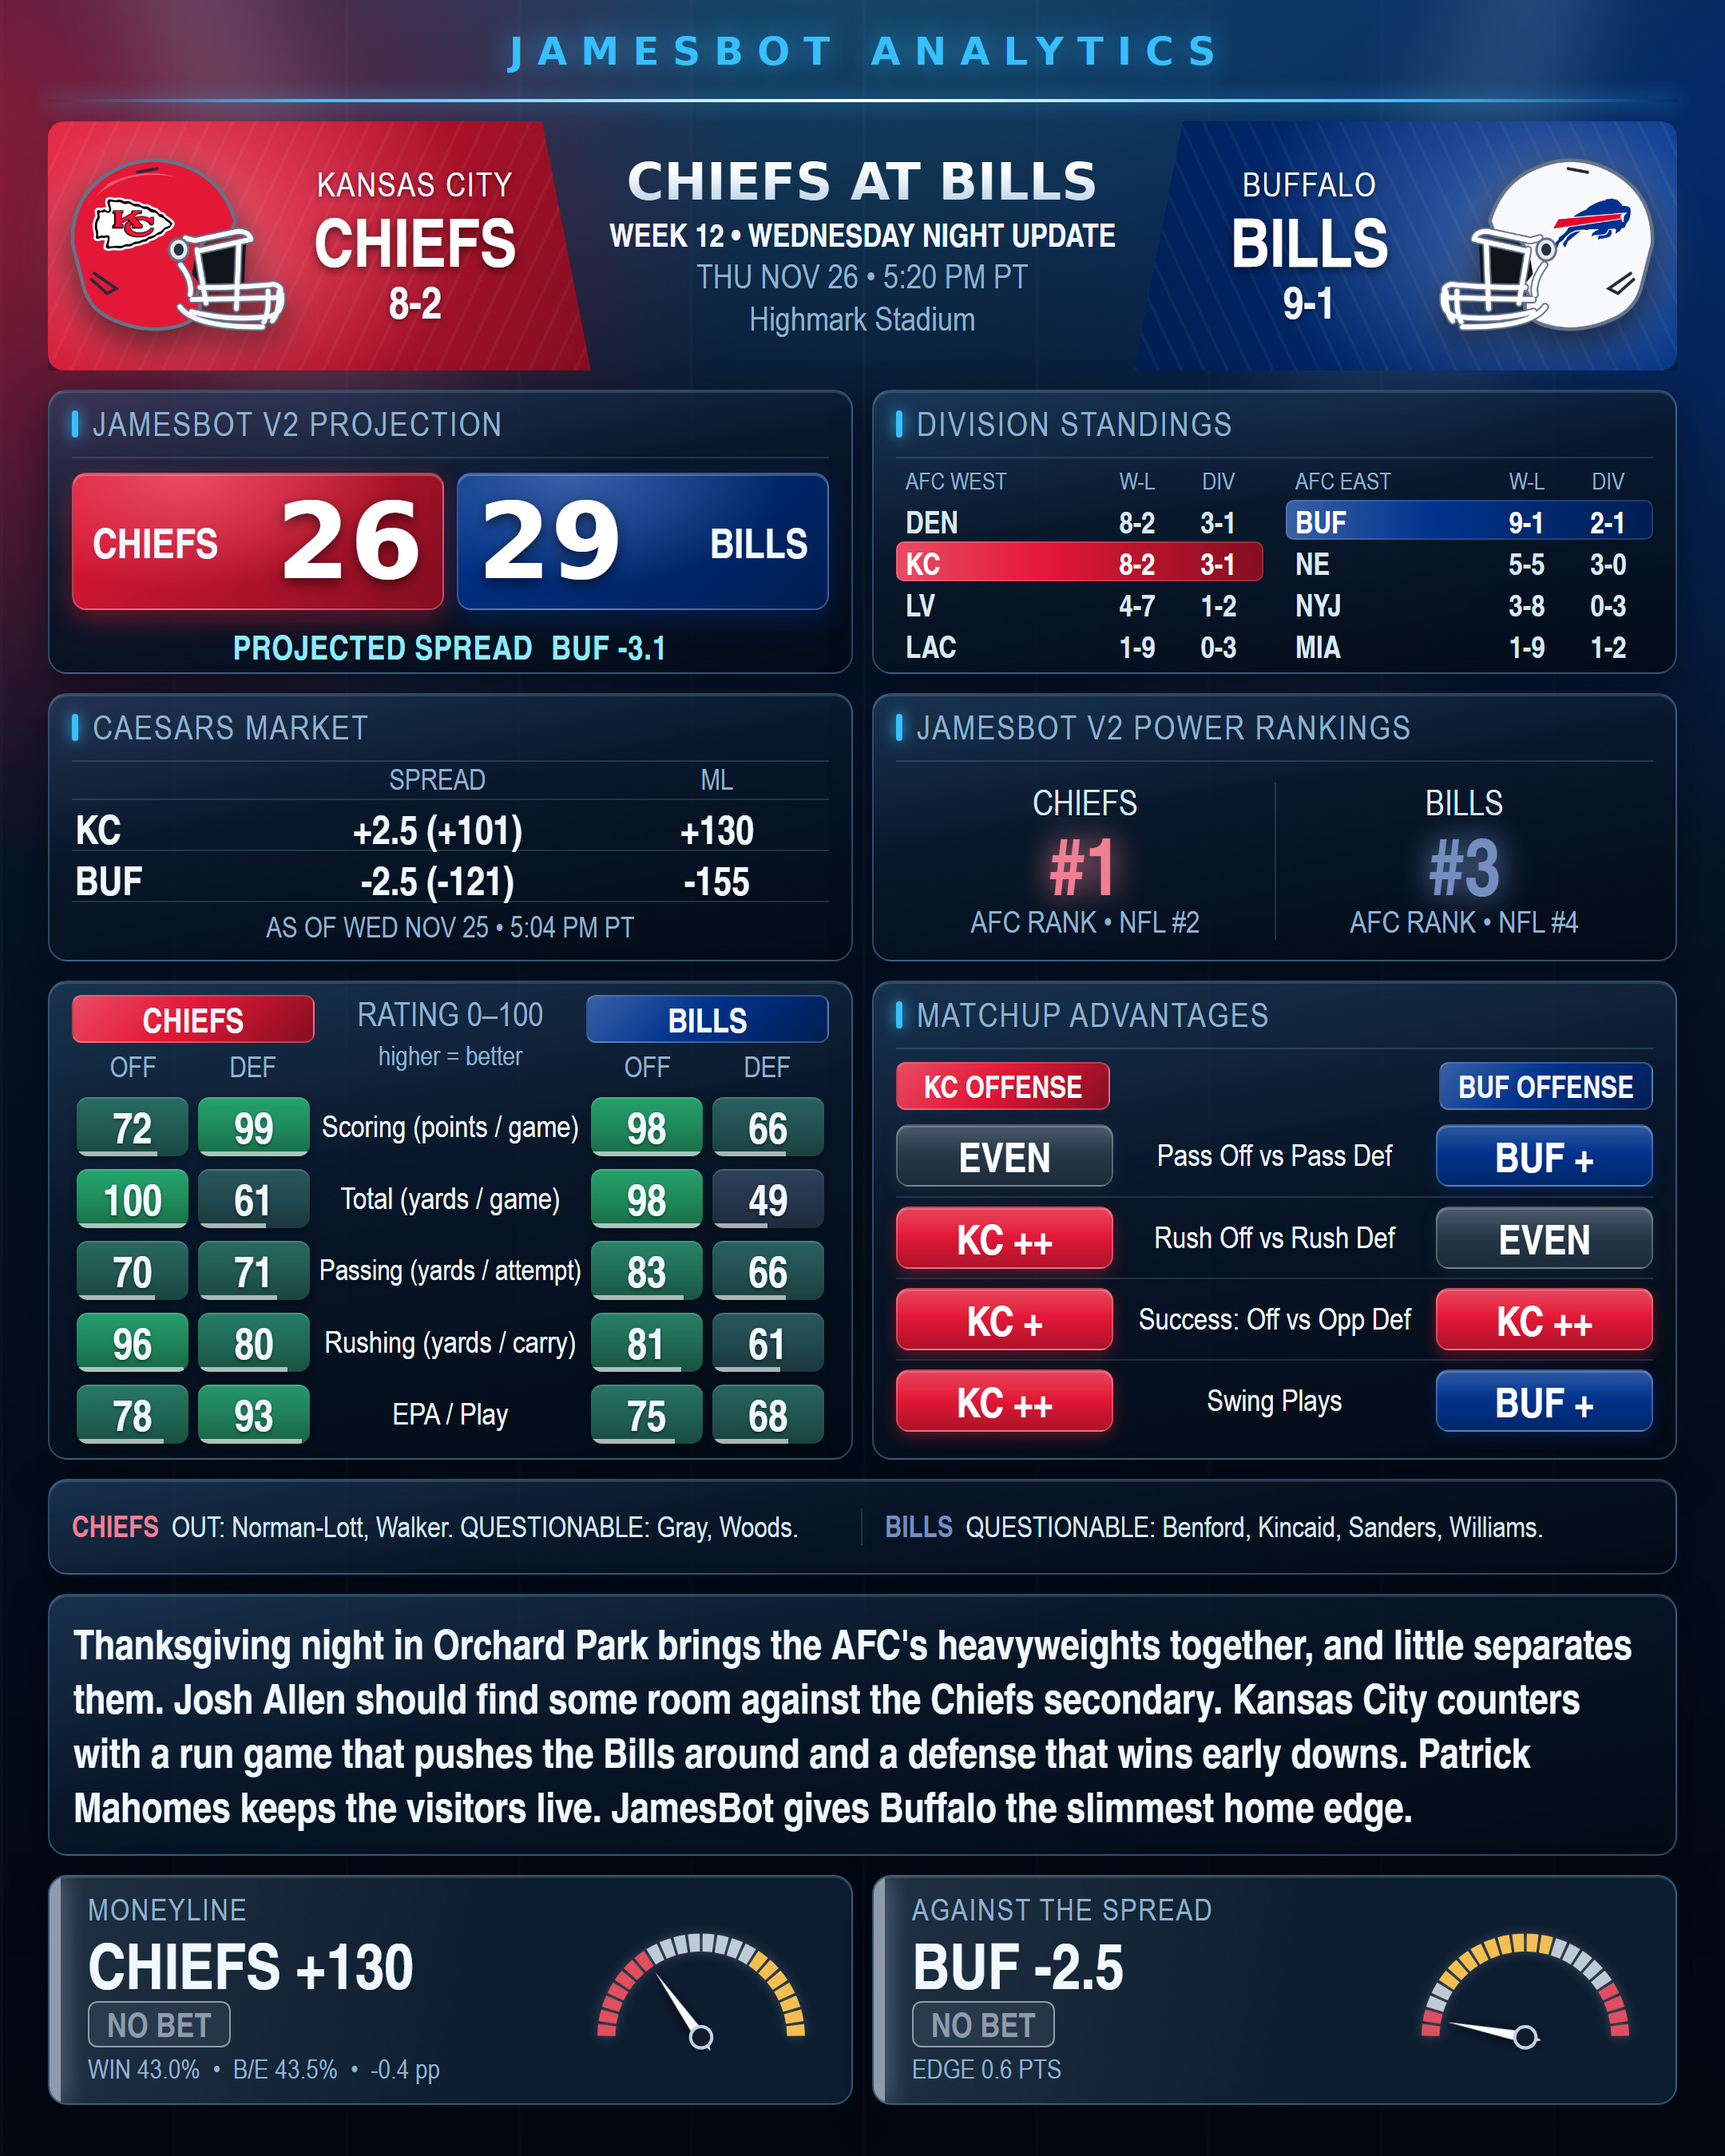 JAMESBOT ANALYTICS
KC
KANSAS CITY
CHIEFS
8-2
CHIEFS AT BILLS
WEEK 12 • WEDNESDAY NIGHT UPDATE
THU NOV 26 • 5:20 PM PT
Highmark Stadium
BUFFALO
BILLS
9-1
JAMESBOT V2 PROJECTION
CHIEFS 26 29 BILLS
PROJECTED SPREAD BUF -3.1
DIVISION STANDINGS
AFC WEST W-L DIV AFC EAST W-L DIV
DEN 8-2 3-1 BUF 9-1 2-1
KC 8-2 3-1 NE 5-5 3-0
LV 4-7 1-2 NYJ 3-8 0-3
LAC 1-9 0-3 MIA 1-9 1-2
CAESARS MARKET
SPREAD ML
KC +2.5 (+101) +130
BUF -2.5 (-121) -155
AS OF WED NOV 25 • 5:04 PM PT
JAMESBOT V2 POWER RANKINGS
CHIEFS BILLS
#1 #3
AFC RANK • NFL #2 AFC RANK • NFL #4
CHIEFS RATING 0–100 BILLS
OFF DEF higher = better OFF DEF
72 99 Scoring (points / game) 98 66
100 61 Total (yards / game) 98 49
70 71 Passing (yards / attempt) 83 66
96 80 Rushing (yards / carry) 81 61
78 93 EPA / Play 75 68
MATCHUP ADVANTAGES
KC OFFENSE BUF OFFENSE
EVEN Pass Off vs Pass Def BUF +
KC ++ Rush Off vs Rush Def EVEN
KC + Success: Off vs Opp Def KC ++
KC ++ Swing Plays BUF +
CHIEFS OUT: Norman-Lott, Walker. QUESTIONABLE: Gray, Woods.
BILLS QUESTIONABLE: Benford, Kincaid, Sanders, Williams.
Thanksgiving night in Orchard Park brings the AFC's heavyweights together, and little separates
them. Josh Allen should find some room against the Chiefs secondary. Kansas City counters
with a run game that pushes the Bills around and a defense that wins early downs. Patrick
Mahomes keeps the visitors live. JamesBot gives Buffalo the slimmest home edge.
MONEYLINE
CHIEFS +130
NO BET
WIN 43.0% • B/E 43.5% • -0.4 pp
AGAINST THE SPREAD
BUF -2.5
NO BET
EDGE 0.6 PTS